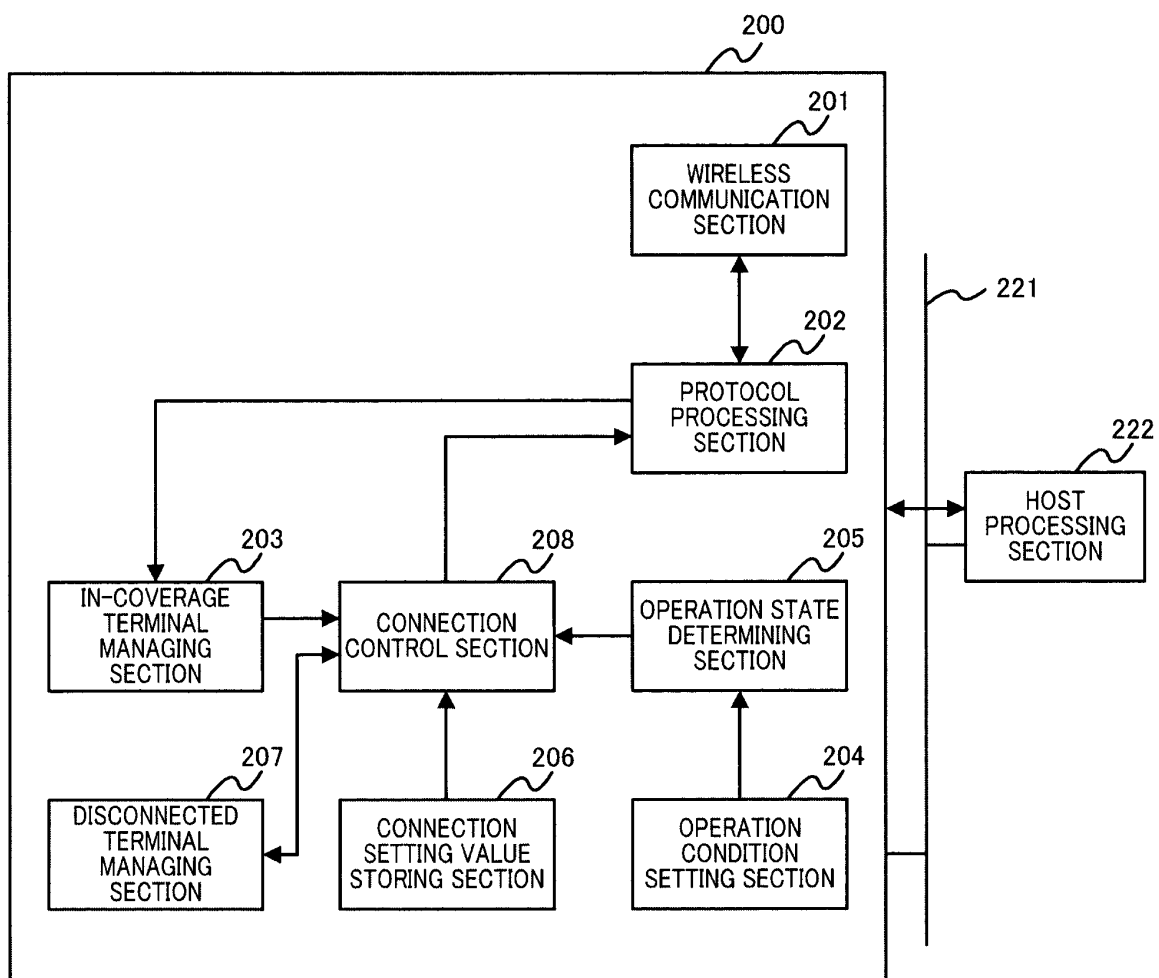 200
201
WIRELESS
COMMUNICATION
SECTION
221
202
PROTOCOL
PROCESSING
SECTION
222
HOST
PROCESSING
SECTION
203
IN-COVERAGE
TERMINAL
MANAGING
SECTION
208
CONNECTION
CONTROL SECTION
205
OPERATION STATE
DETERMINING
SECTION
207
DISCONNECTED
TERMINAL
MANAGING
SECTION
206
CONNECTION
SETTING VALUE
STORING SECTION
204
OPERATION
CONDITION
SETTING SECTION